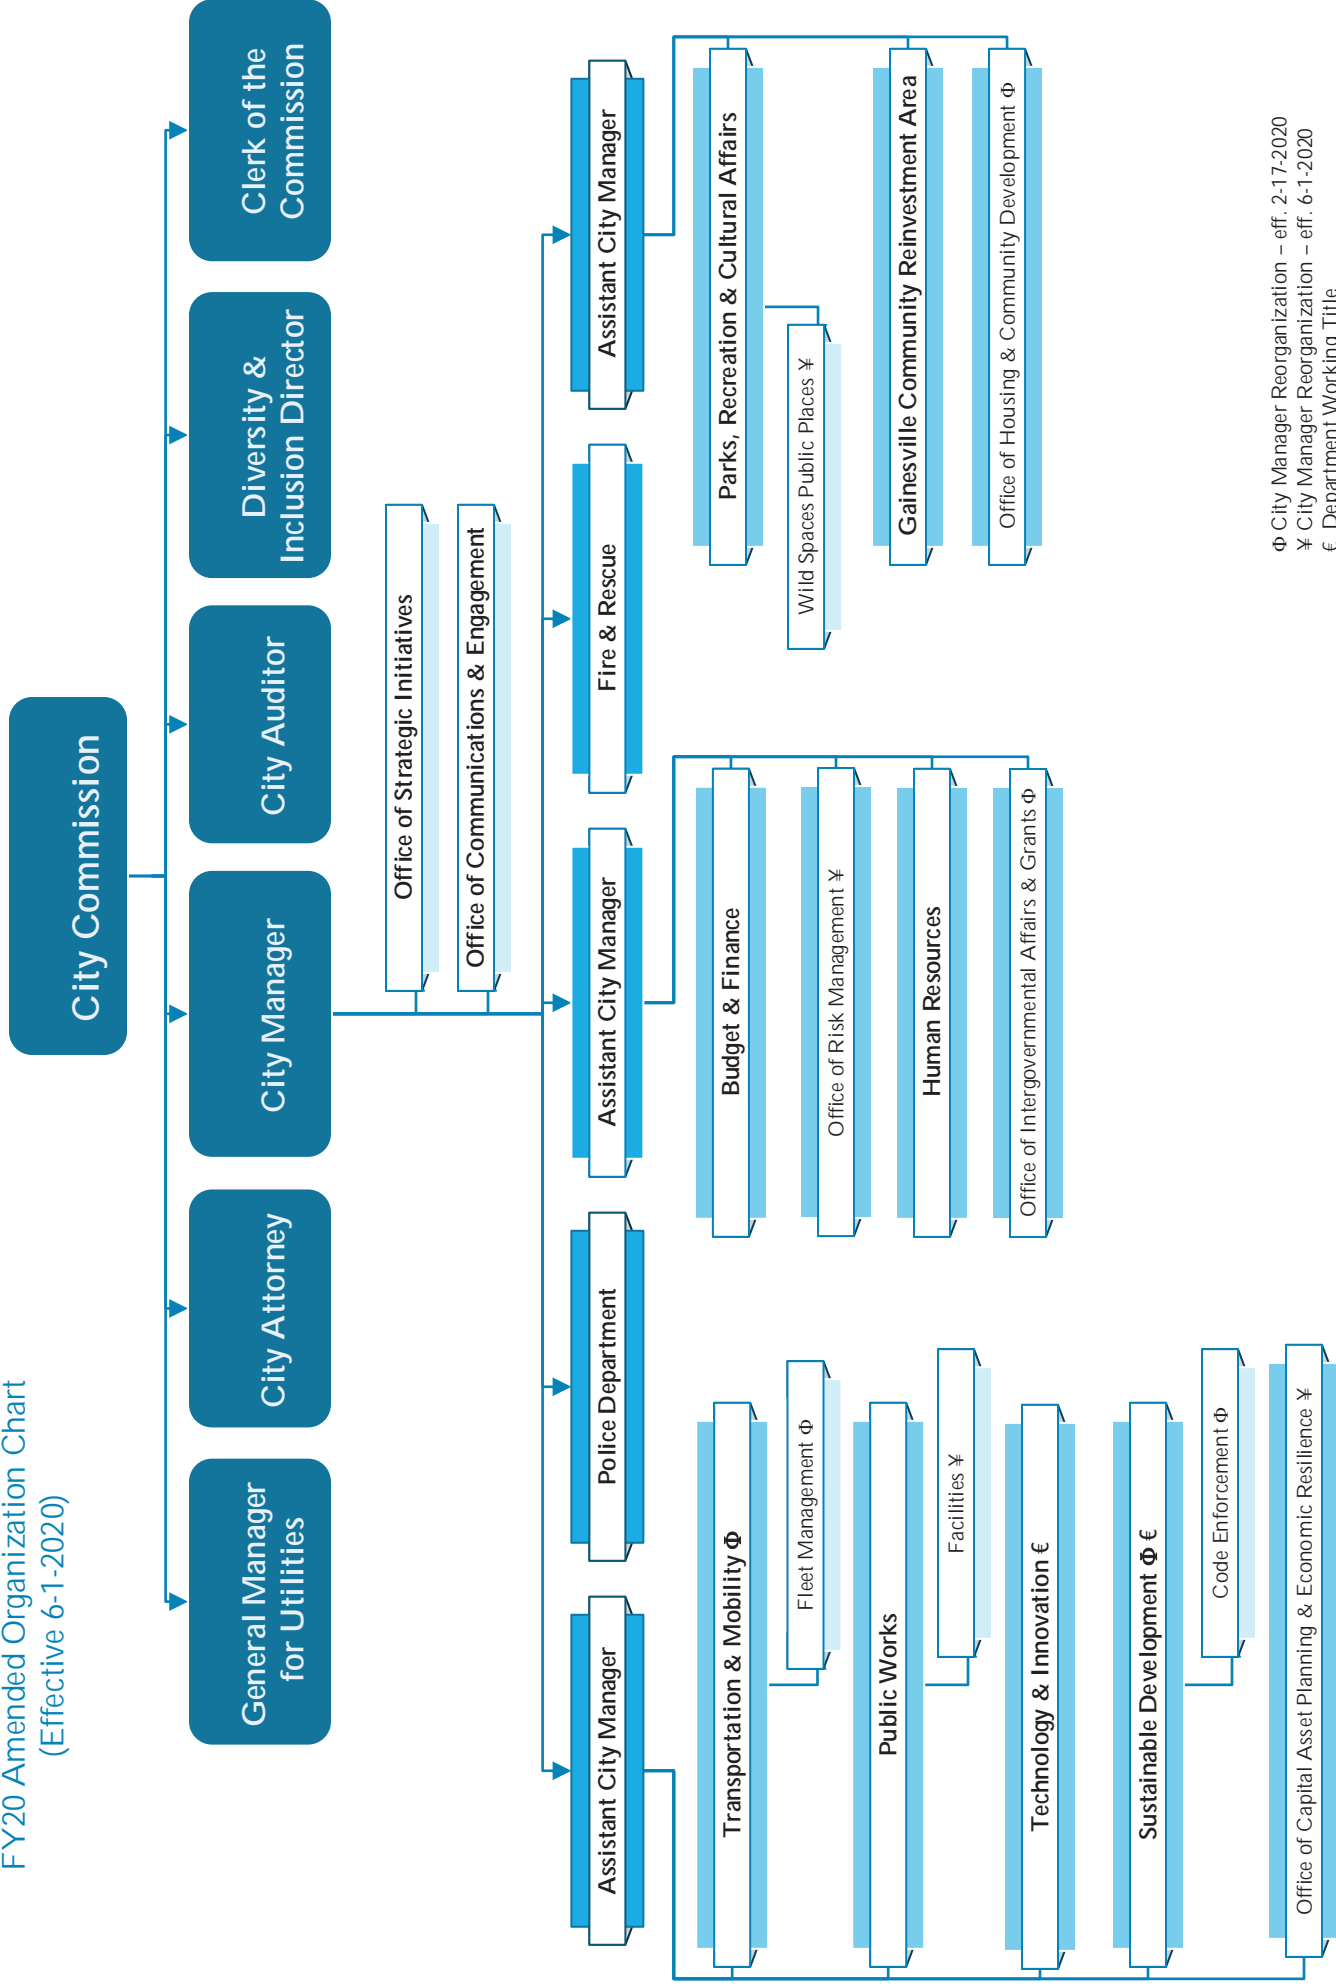 FY20 Amended Organization Chart
(Effective 6-1-2020)
City Commission
General Manager
for Utilities
City Attorney
City Manager
City Auditor
Diversity &
Inclusion Director
Clerk of the
Commission
Office of Strategic Initiatives
Office of Communications & Engagement
Assistant City Manager
Police Department
Assistant City Manager
Fire & Rescue
Assistant City Manager
Transportation & Mobility Φ
Fleet Management Φ
Public Works
Facilities ¥
Technology & Innovation €
Sustainable Development Φ €
Code Enforcement Φ
Office of Capital Asset Planning & Economic Resilience ¥
Budget & Finance
Office of Risk Management ¥
Human Resources
Office of Intergovernmental Affairs & Grants Φ
Parks, Recreation & Cultural Affairs
Wild Spaces Public Places ¥
Gainesville Community Reinvestment Area
Office of Housing & Community Development Φ
Φ City Manager Reorganization – eff. 2-17-2020
¥ City Manager Reorganization – eff. 6-1-2020
€ Department Working Title